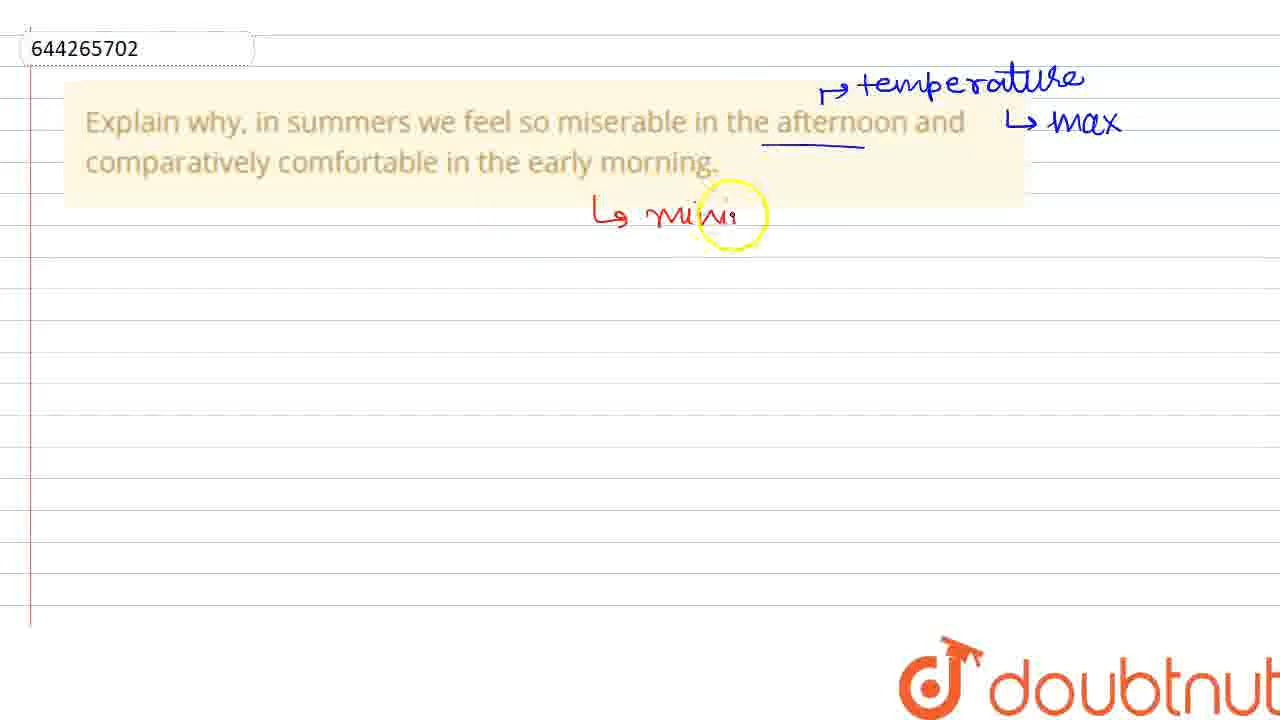 644265702
↦ temperature
Explain why, in summers we feel so miserable in the afternoon and
↳ max
comparatively comfortable in the early morning.
↳ mini
doubtnut